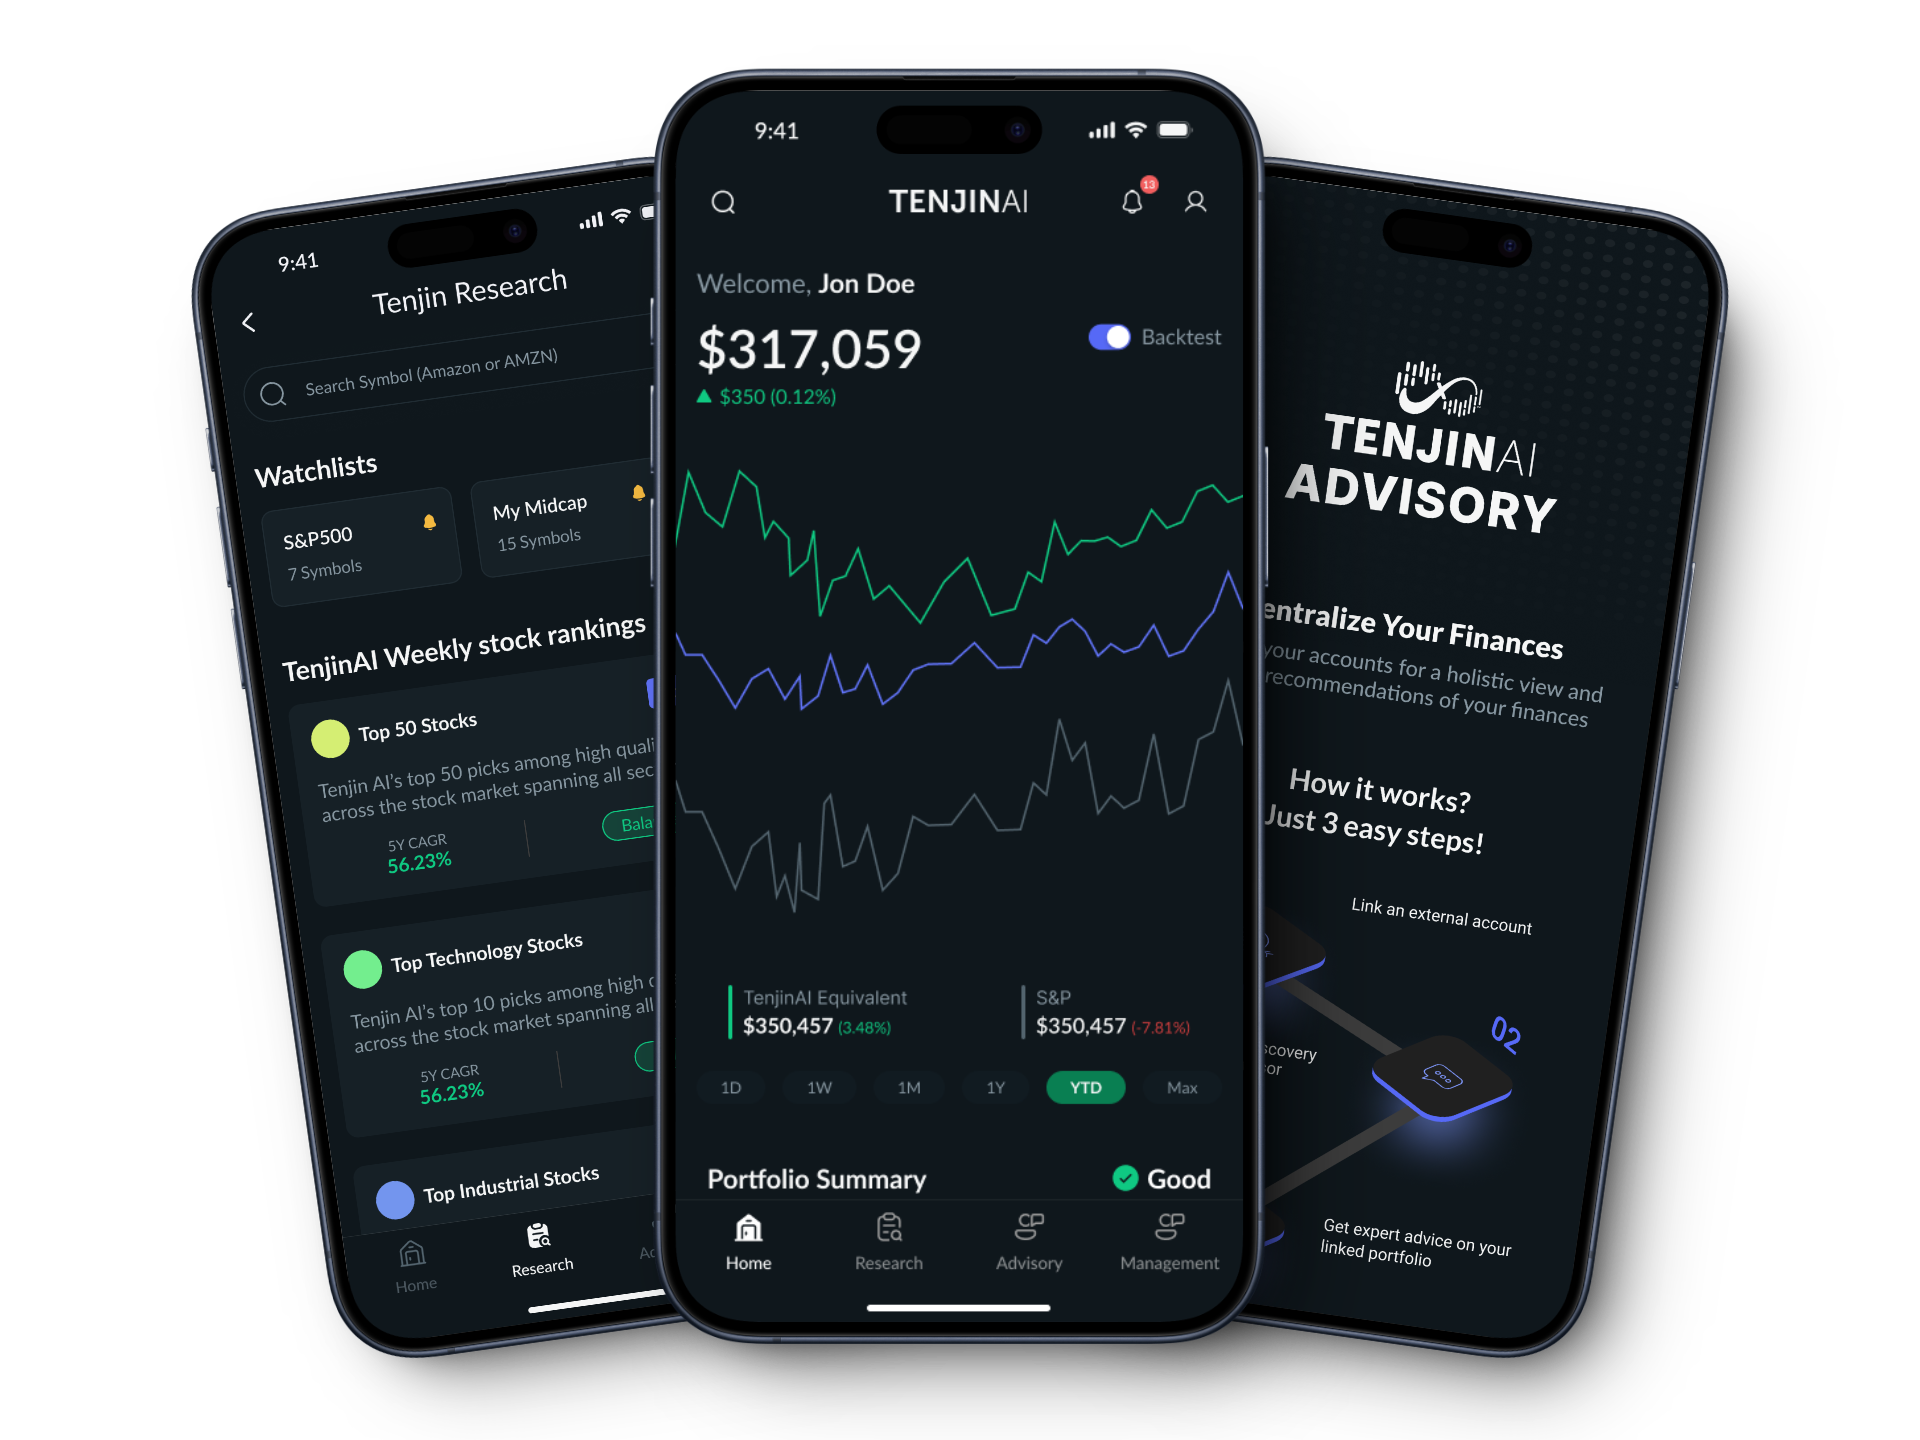 9:41
Tenjin Research
Search Symbol (Amazon or AMZN)
Watchlists
S&P500
7 Symbols
My Midcap
15 Symbols
TenjinAI Weekly stock rankings
Top 50 Stocks
Tenjin AI's top 50 picks among high quali
across the stock market spanning all sec
5Y CAGR
56.23%
Bala
Top Technology Stocks
Tenjin AI's top 10 picks among high
across the stock market spanning all
5Y CAGR
56.23%
Top Industrial Stocks
Home
Research
9:41
TENJINAI
13
Welcome, Jon Doe
$317,059
Backtest
$350 (0.12%)
TenjinAI Equivalent
$350,457 (3.48%)
S&P
$350,457 (-7.81%)
1D
1W
1M
1Y
YTD
Max
Portfolio Summary
Good
Home
Research
Advisory
Management
TENJINAI
ADVISORY
entralize Your Finances
your accounts for a holistic view and
recommendations of your finances
How it works?
Just 3 easy steps!
Link an external account
02
scovery
or
Get expert advice on your
linked portfolio